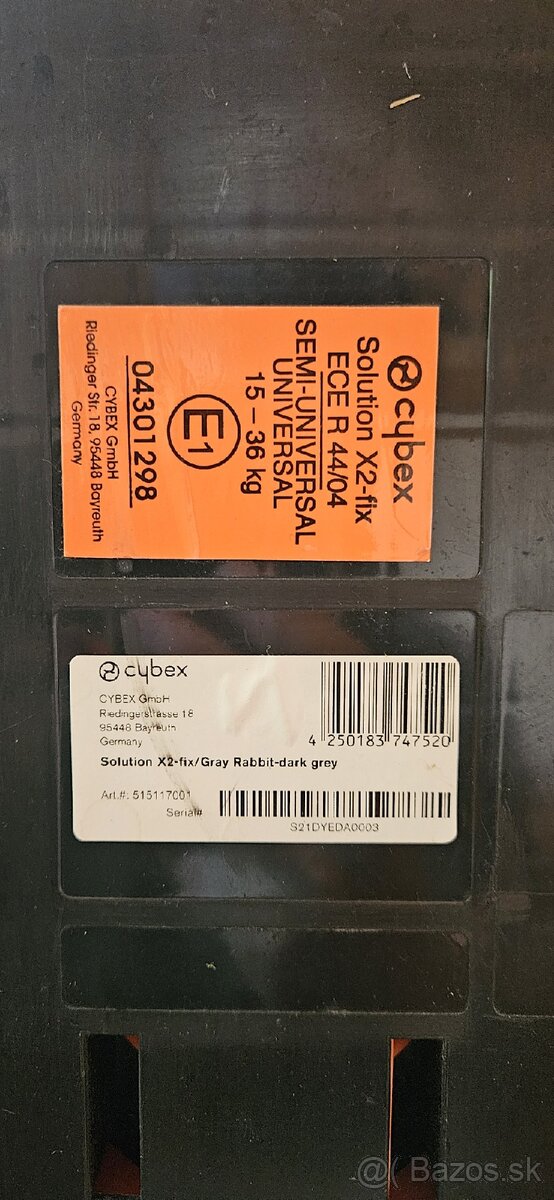 cybex
Solution X2-fix
ECE R 44/04
SEMI-UNIVERSAL
UNIVERSAL
15 – 36 kg
E1
04301298
CYBEX GmbH
Riedinger Str. 18, 95448 Bayreuth
Germany
cybex
CYBEX GmbH
Riedingerstrasse 18
95448 Bayreuth
Germany
4 250183 747520
Solution X2-fix/Gray Rabbit-dark grey
Art.#: 515117001
Serial#
S21DYEDA0003
@( Bazos.sk